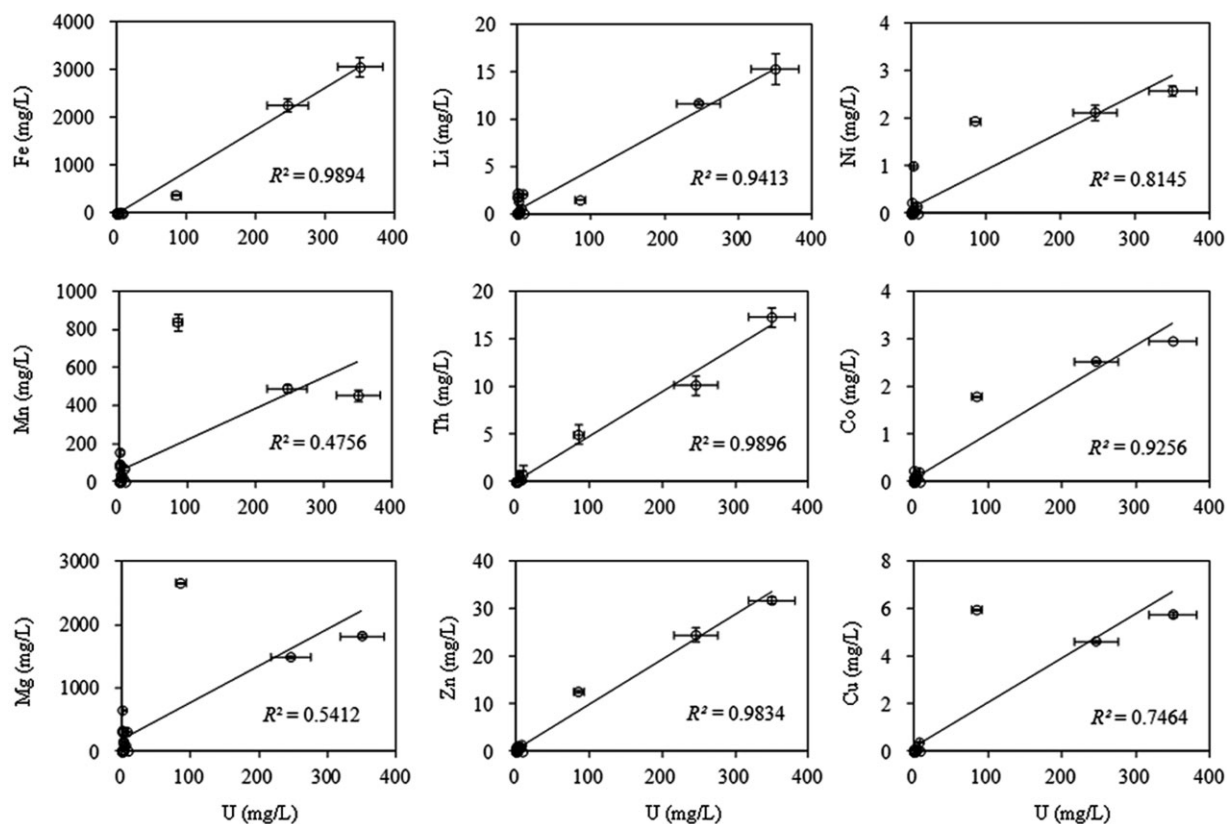 Fe (mg/L)
4000
3000
2000
1000
0
R² = 0.9894
0 100 200 300 400
Li (mg/L)
20
15
10
5
0
R² = 0.9413
0 100 200 300 400
Ni (mg/L)
4
3
2
1
0
R² = 0.8145
0 100 200 300 400
Mn (mg/L)
1000
800
600
400
200
0
R² = 0.4756
0 100 200 300 400
Th (mg/L)
20
15
10
5
0
R² = 0.9896
0 100 200 300 400
Co (mg/L)
4
3
2
1
0
R² = 0.9256
0 100 200 300 400
Mg (mg/L)
3000
2000
1000
0
R² = 0.5412
0 100 200 300 400
U (mg/L)
Zn (mg/L)
40
30
20
10
0
R² = 0.9834
0 100 200 300 400
U (mg/L)
Cu (mg/L)
8
6
4
2
0
R² = 0.7464
0 100 200 300 400
U (mg/L)